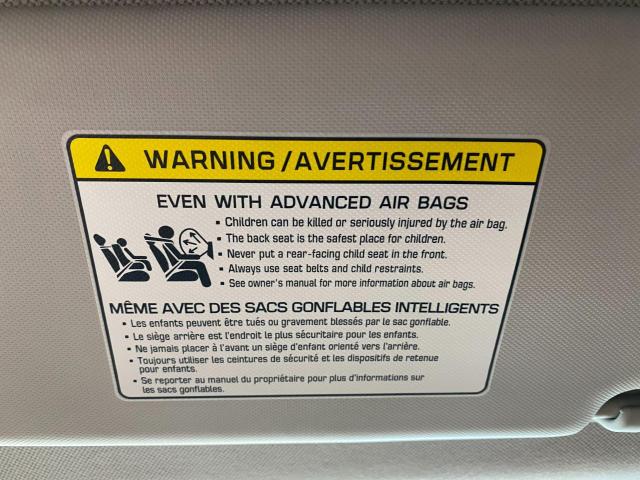 WARNING/AVERTISSEMENT
EVEN WITH ADVANCED AIR BAGS
▪ Children can be killed or seriously injured by the air bag.
▪ The back seat is the safest place for children.
▪ Never put a rear-facing child seat in the front.
▪ Always use seat belts and child restraints.
▪ See owner's manual for more information about air bags.
MÊME AVEC DES SACS GONFLABLES INTELLIGENTS
▪ Les enfants peuvent être tués ou gravement blessés par le sac gonflable.
▪ Le siège arrière est l'endroit le plus sécuritaire pour les enfants.
▪ Ne jamais placer à l'avant un siège d'enfant orienté vers l'arrière.
▪ Toujours utiliser les ceintures de sécurité et les dispositifs de retenue
pour enfants.
▪ Se reporter au manuel du propriétaire pour plus d'informations sur
les sacs gonflables.